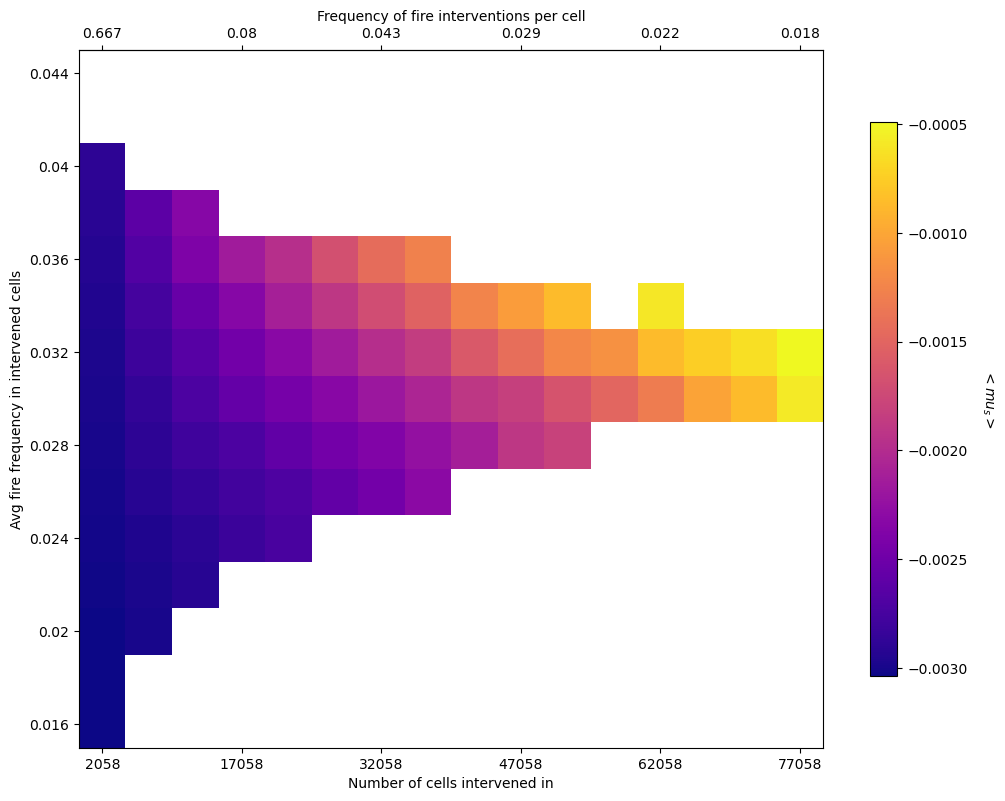 Frequency of fire interventions per cell
0.667 0.08 0.043 0.029 0.022 0.018
0.044
0.04
0.036
0.032
0.028
0.024
0.02
0.016
Avg fire frequency in intervened cells
2058 17058 32058 47058 62058 77058
Number of cells intervened in
−0.0005
−0.0010
−0.0015
−0.0020
−0.0025
−0.0030
< mu_s >